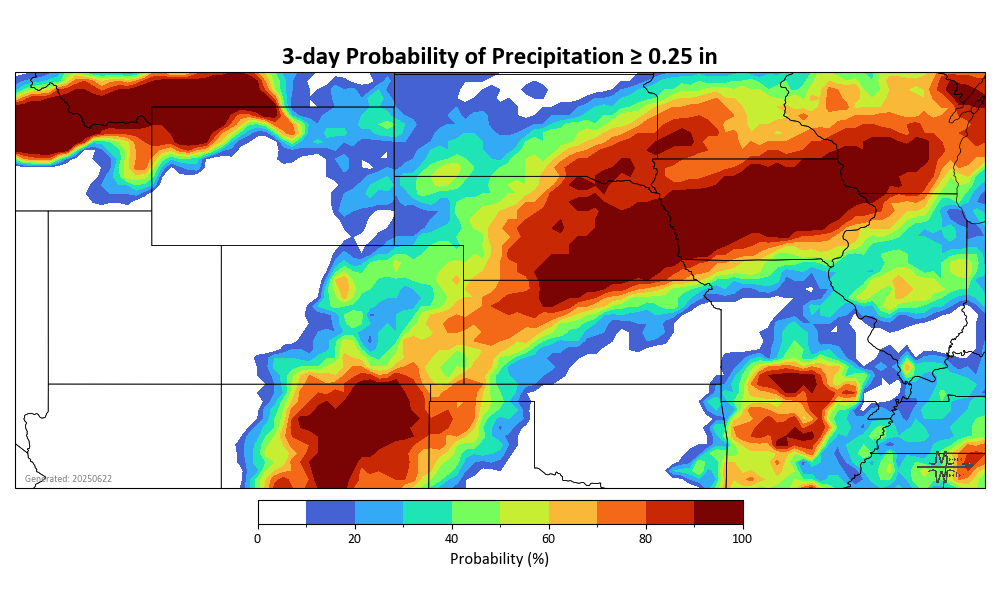 3-day Probability of Precipitation ≥ 0.25 in
Generated: 20250622
0 20 40 60 80 100
Probability (%)